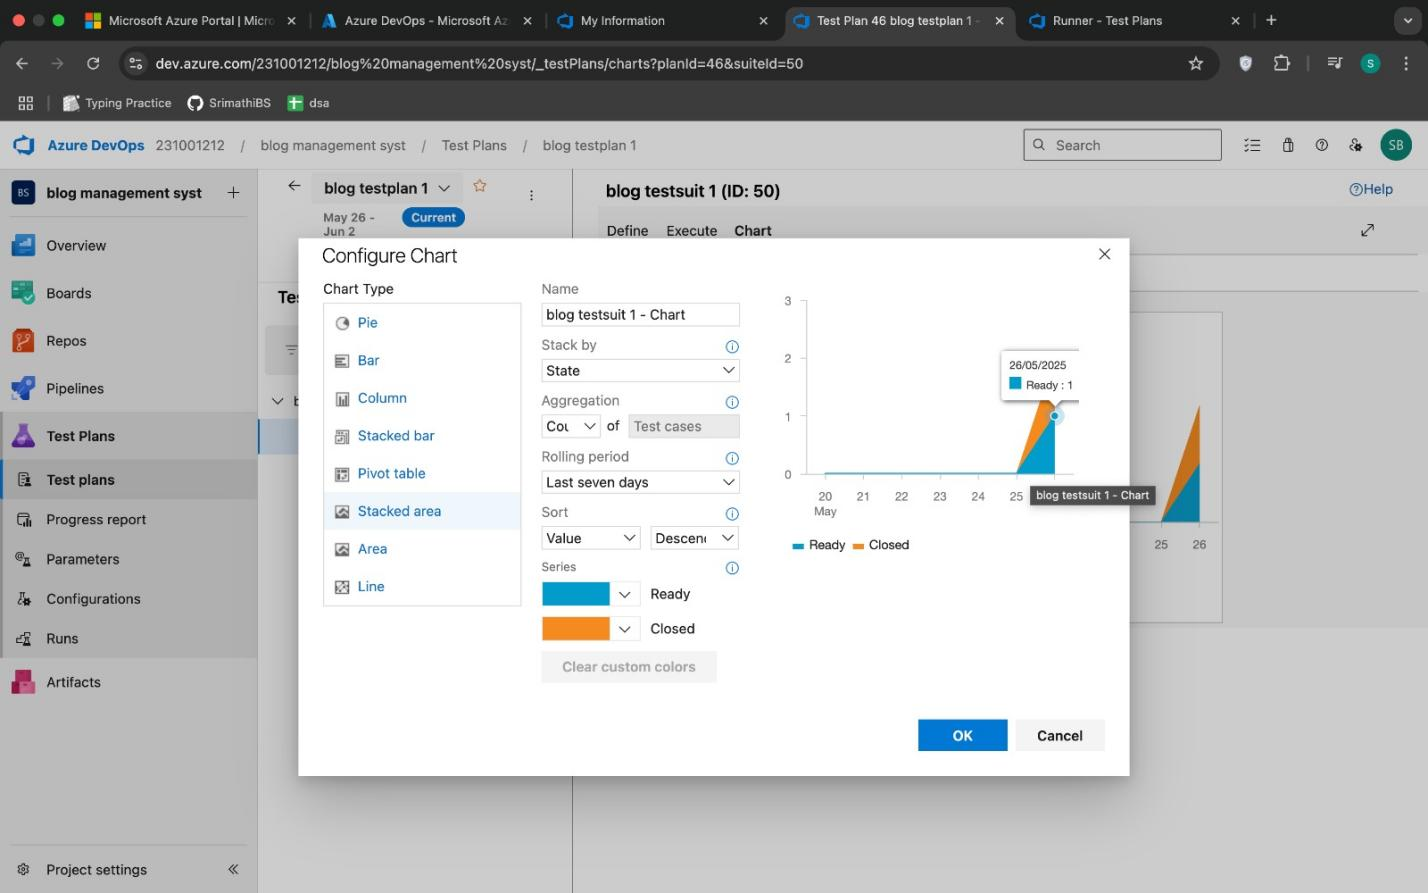 Microsoft Azure Portal | Micro
Azure DevOps - Microsoft Az
My Information
Test Plan 46 blog testplan 1 -
Runner - Test Plans
dev.azure.com/231001212/blog%20management%20syst/_testPlans/charts?planId=46&suiteId=50
S
Typing Practice
SrimathiBS
dsa
Azure DevOps 231001212 / blog management syst / Test Plans / blog testplan 1
Search
SB
BS blog management syst
Overview
Boards
Repos
Pipelines
Test Plans
Test plans
Progress report
Parameters
Configurations
Runs
Artifacts
Project settings
blog testplan 1
May 26 -
Jun 2
Current
Tes
b
blog testsuit 1 (ID: 50)
Help
Define Execute Chart
Configure Chart
Chart Type
Pie
Bar
Column
Stacked bar
Pivot table
Stacked area
Area
Line
Name
blog testsuit 1 - Chart
Stack by
State
Aggregation
Cou of Test cases
Rolling period
Last seven days
Sort
Value Descen
Series
Ready
Closed
Clear custom colors
3
2
1
0
26/05/2025
Ready : 1
20 21 22 23 24 25
May
blog testsuit 1 - Chart
Ready Closed
25 26
OK Cancel